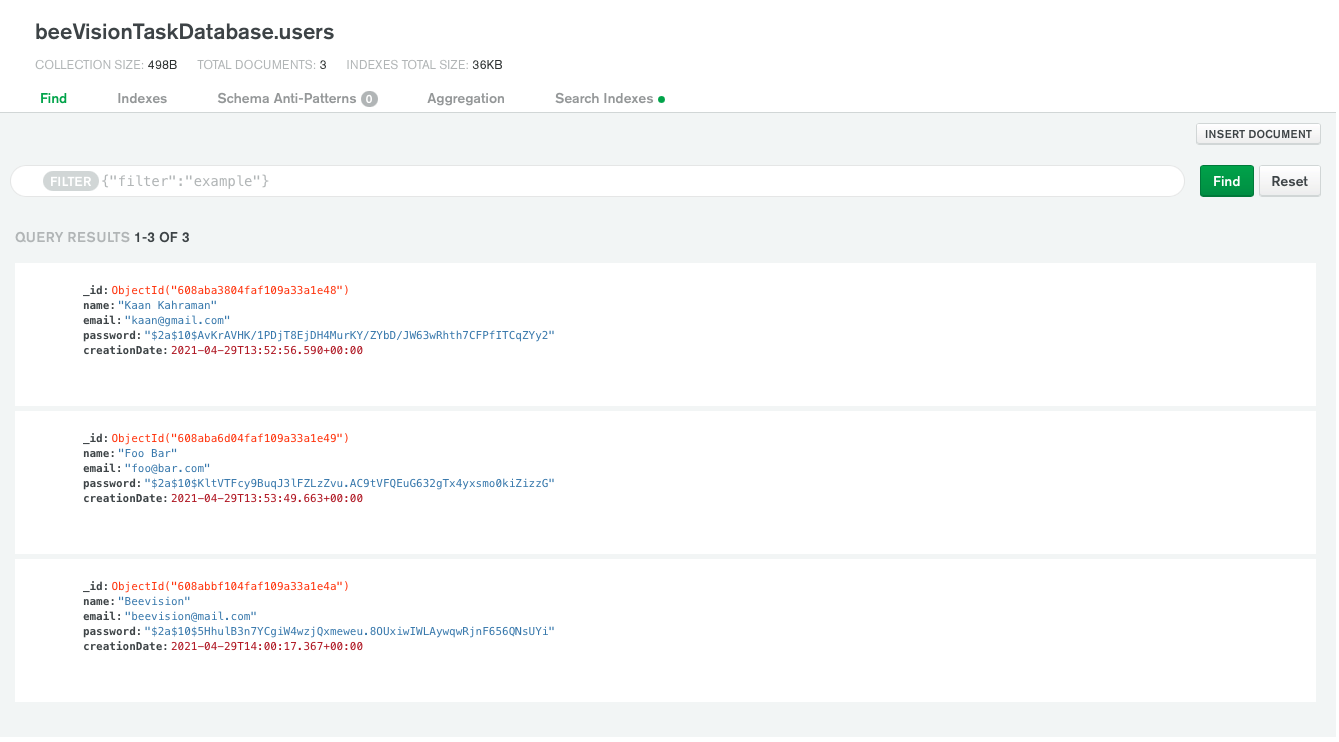 beeVisionTaskDatabase.users
COLLECTION SIZE: 498B TOTAL DOCUMENTS: 3 INDEXES TOTAL SIZE: 36KB
Find Indexes Schema Anti-Patterns 0 Aggregation Search Indexes
INSERT DOCUMENT
FILTER {"filter":"example"} Find Reset
QUERY RESULTS 1-3 OF 3
_id: ObjectId("608aba3804faf109a33a1e48")
name: "Kaan Kahraman"
email: "kaan@gmail.com"
password: "$2a$10$AvKrAVHK/1PDjT8EjDH4MurKY/ZYbD/JW63wRhth7CFPfITCqZYy2"
creationDate: 2021-04-29T13:52:56.590+00:00
_id: ObjectId("608aba6d04faf109a33a1e49")
name: "Foo Bar"
email: "foo@bar.com"
password: "$2a$10$KltVTFcy9BuqJ3lFZLzZvu.AC9tVFQEuG632gTx4yxsmo0kiZizzG"
creationDate: 2021-04-29T13:53:49.663+00:00
_id: ObjectId("608abbf104faf109a33a1e4a")
name: "Beevision"
email: "beevision@mail.com"
password: "$2a$10$5HhulB3n7YCgiW4wzjQxmeweu.8OUxiwIWLAywqwRjnF656QNsUYi"
creationDate: 2021-04-29T14:00:17.367+00:00